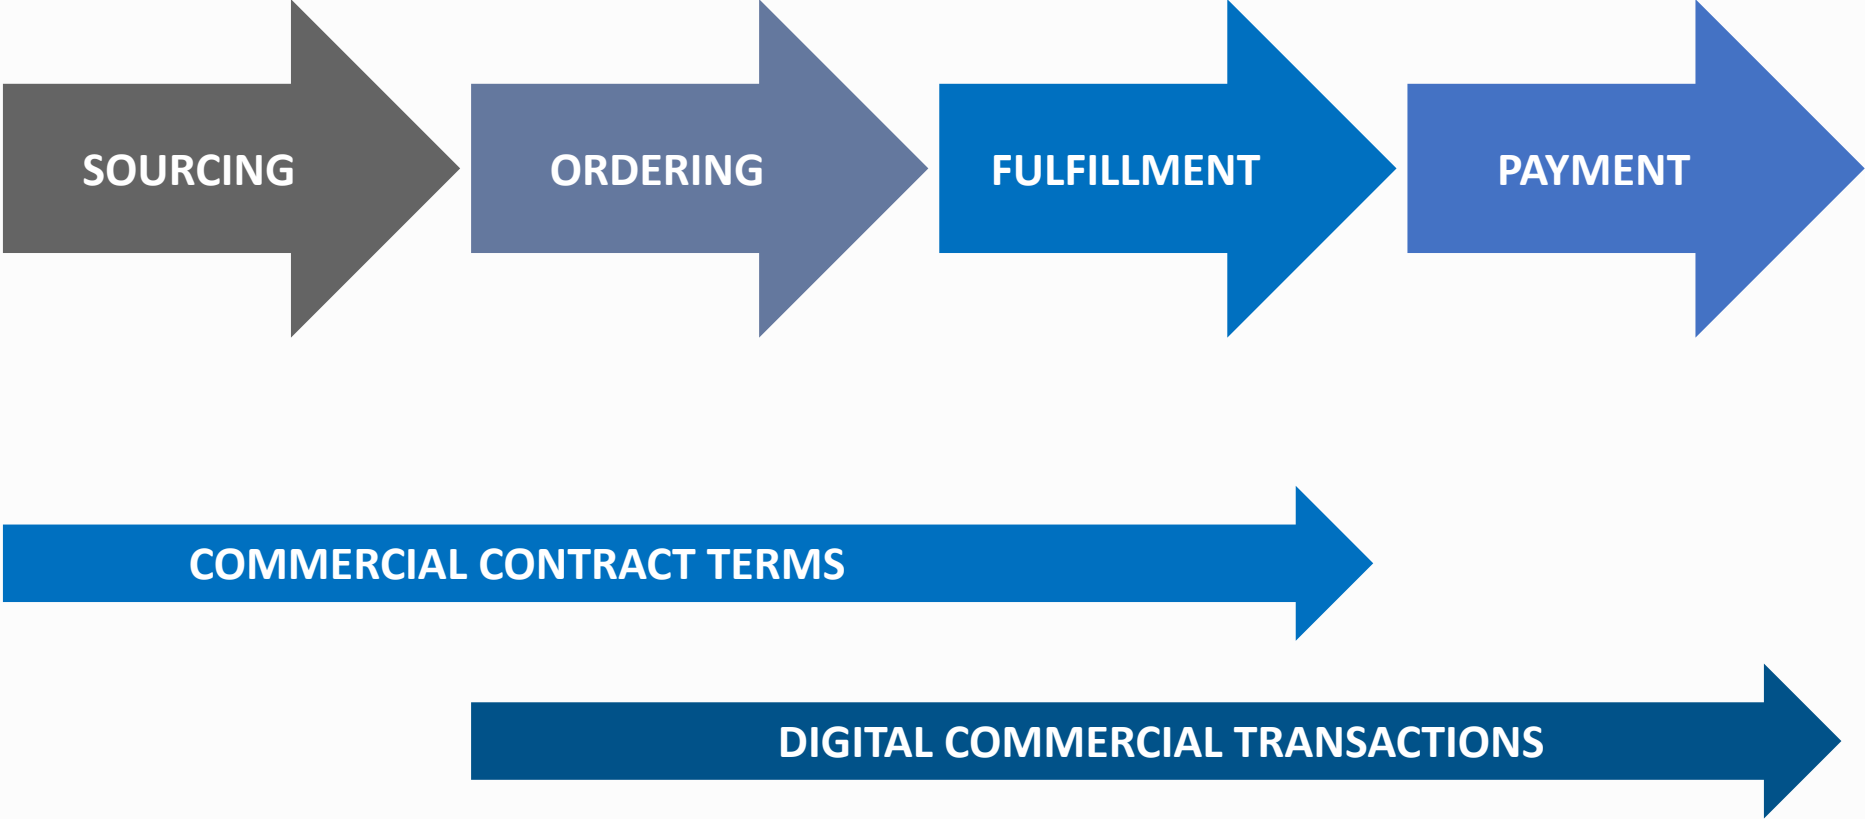 SOURCING
ORDERING
FULFILLMENT
PAYMENT
COMMERCIAL CONTRACT TERMS
DIGITAL COMMERCIAL TRANSACTIONS